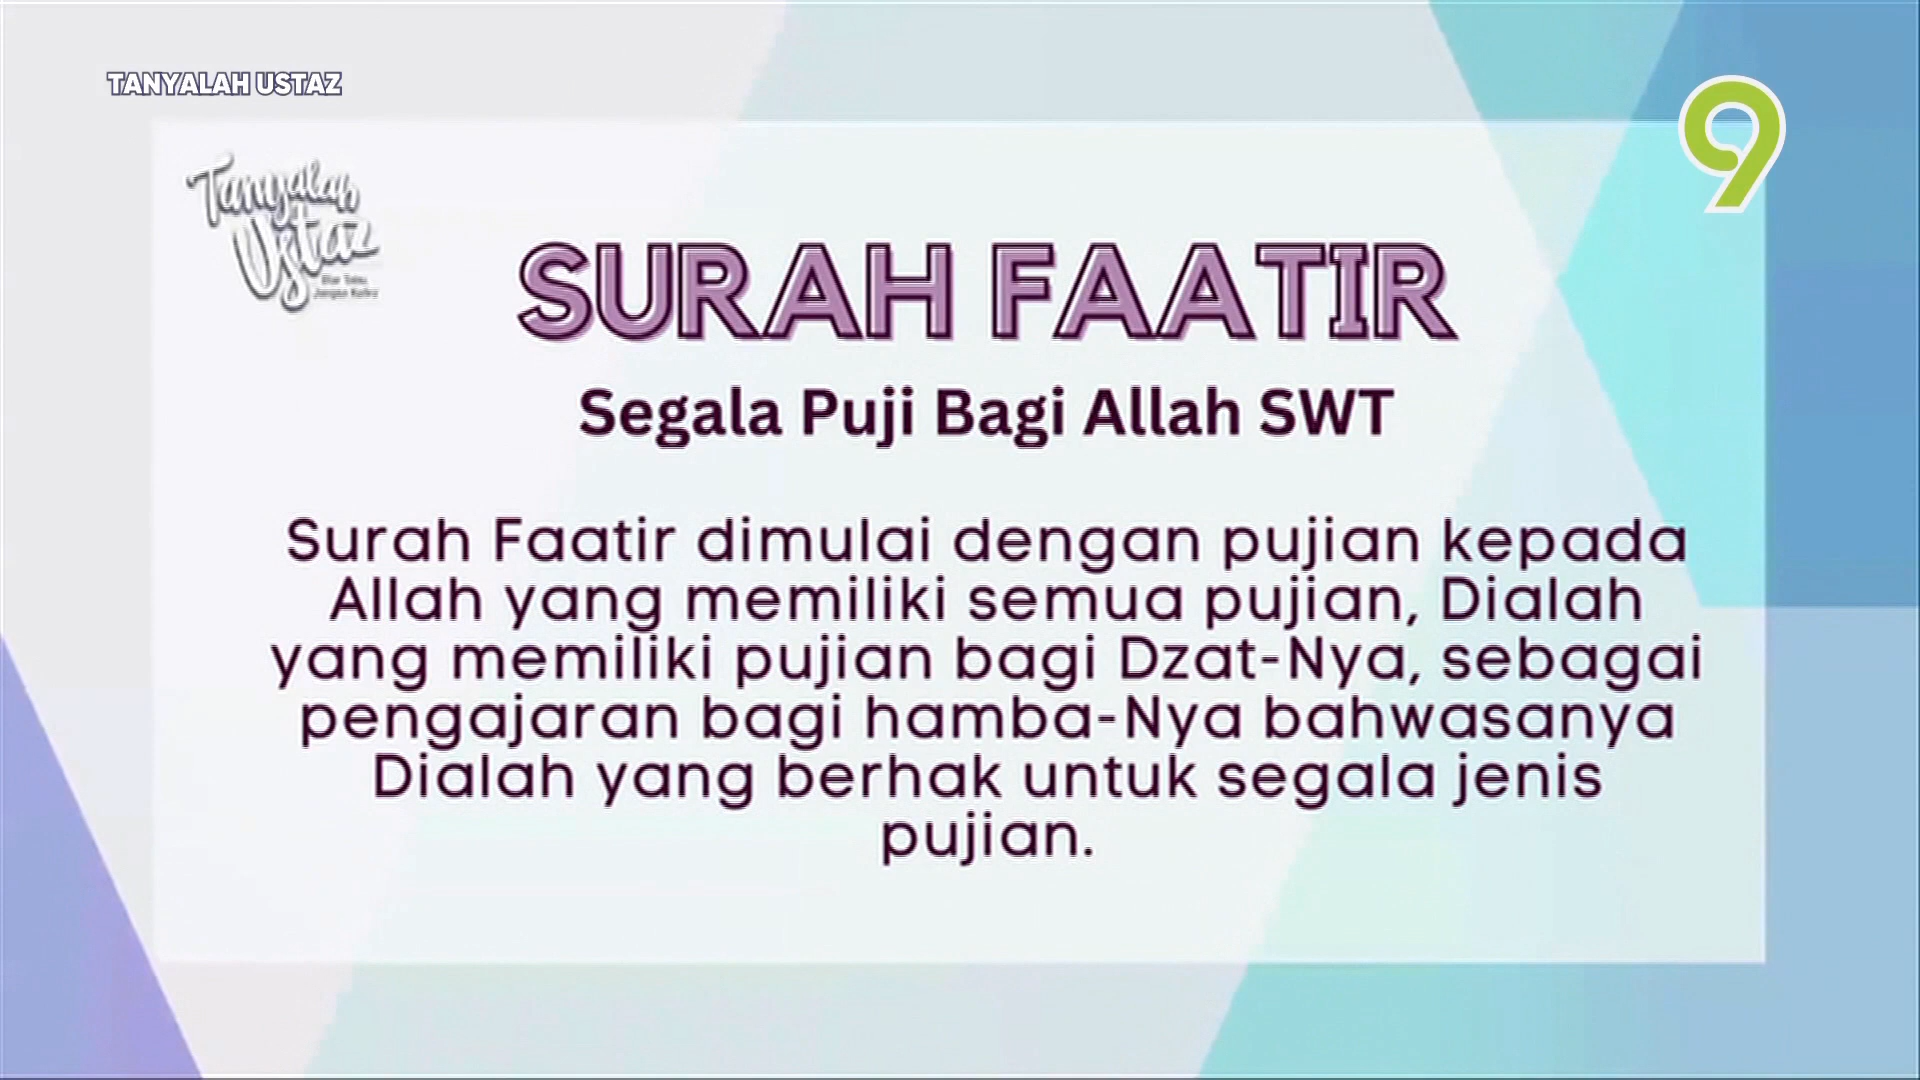 TANYALAH USTAZ
9
Tanyalah
Ustaz
SURAH FAATIR
Segala Puji Bagi Allah SWT
Surah Faatir dimulai dengan pujian kepada
Allah yang memiliki semua pujian, Dialah
yang memiliki pujian bagi Dzat-Nya, sebagai
pengajaran bagi hamba-Nya bahwasanya
Dialah yang berhak untuk segala jenis
pujian.